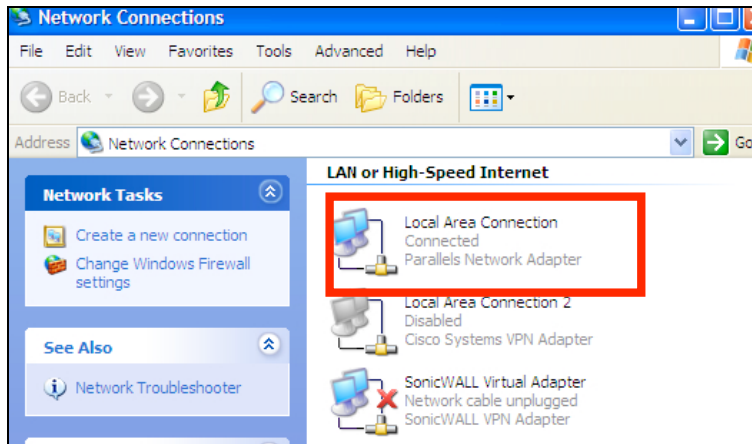 Network Connections
File Edit View Favorites Tools Advanced Help
Back Search Folders
Address Network Connections Go
LAN or High-Speed Internet
Network Tasks
Create a new connection
Change Windows Firewall
settings
See Also
Network Troubleshooter
Local Area Connection
Connected
Parallels Network Adapter
Local Area Connection 2
Disabled
Cisco Systems VPN Adapter
SonicWALL Virtual Adapter
Network cable unplugged
SonicWALL VPN Adapter